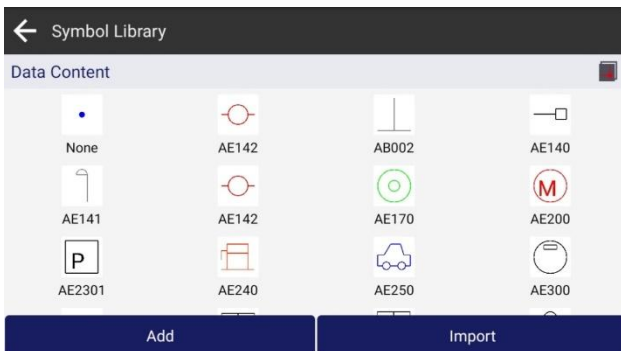 Symbol Library
Data Content
None AE142 AB002 AE140
M
AE141 AE142 AE170 AE200
P
AE2301 AE240 AE250 AE300
Add Import